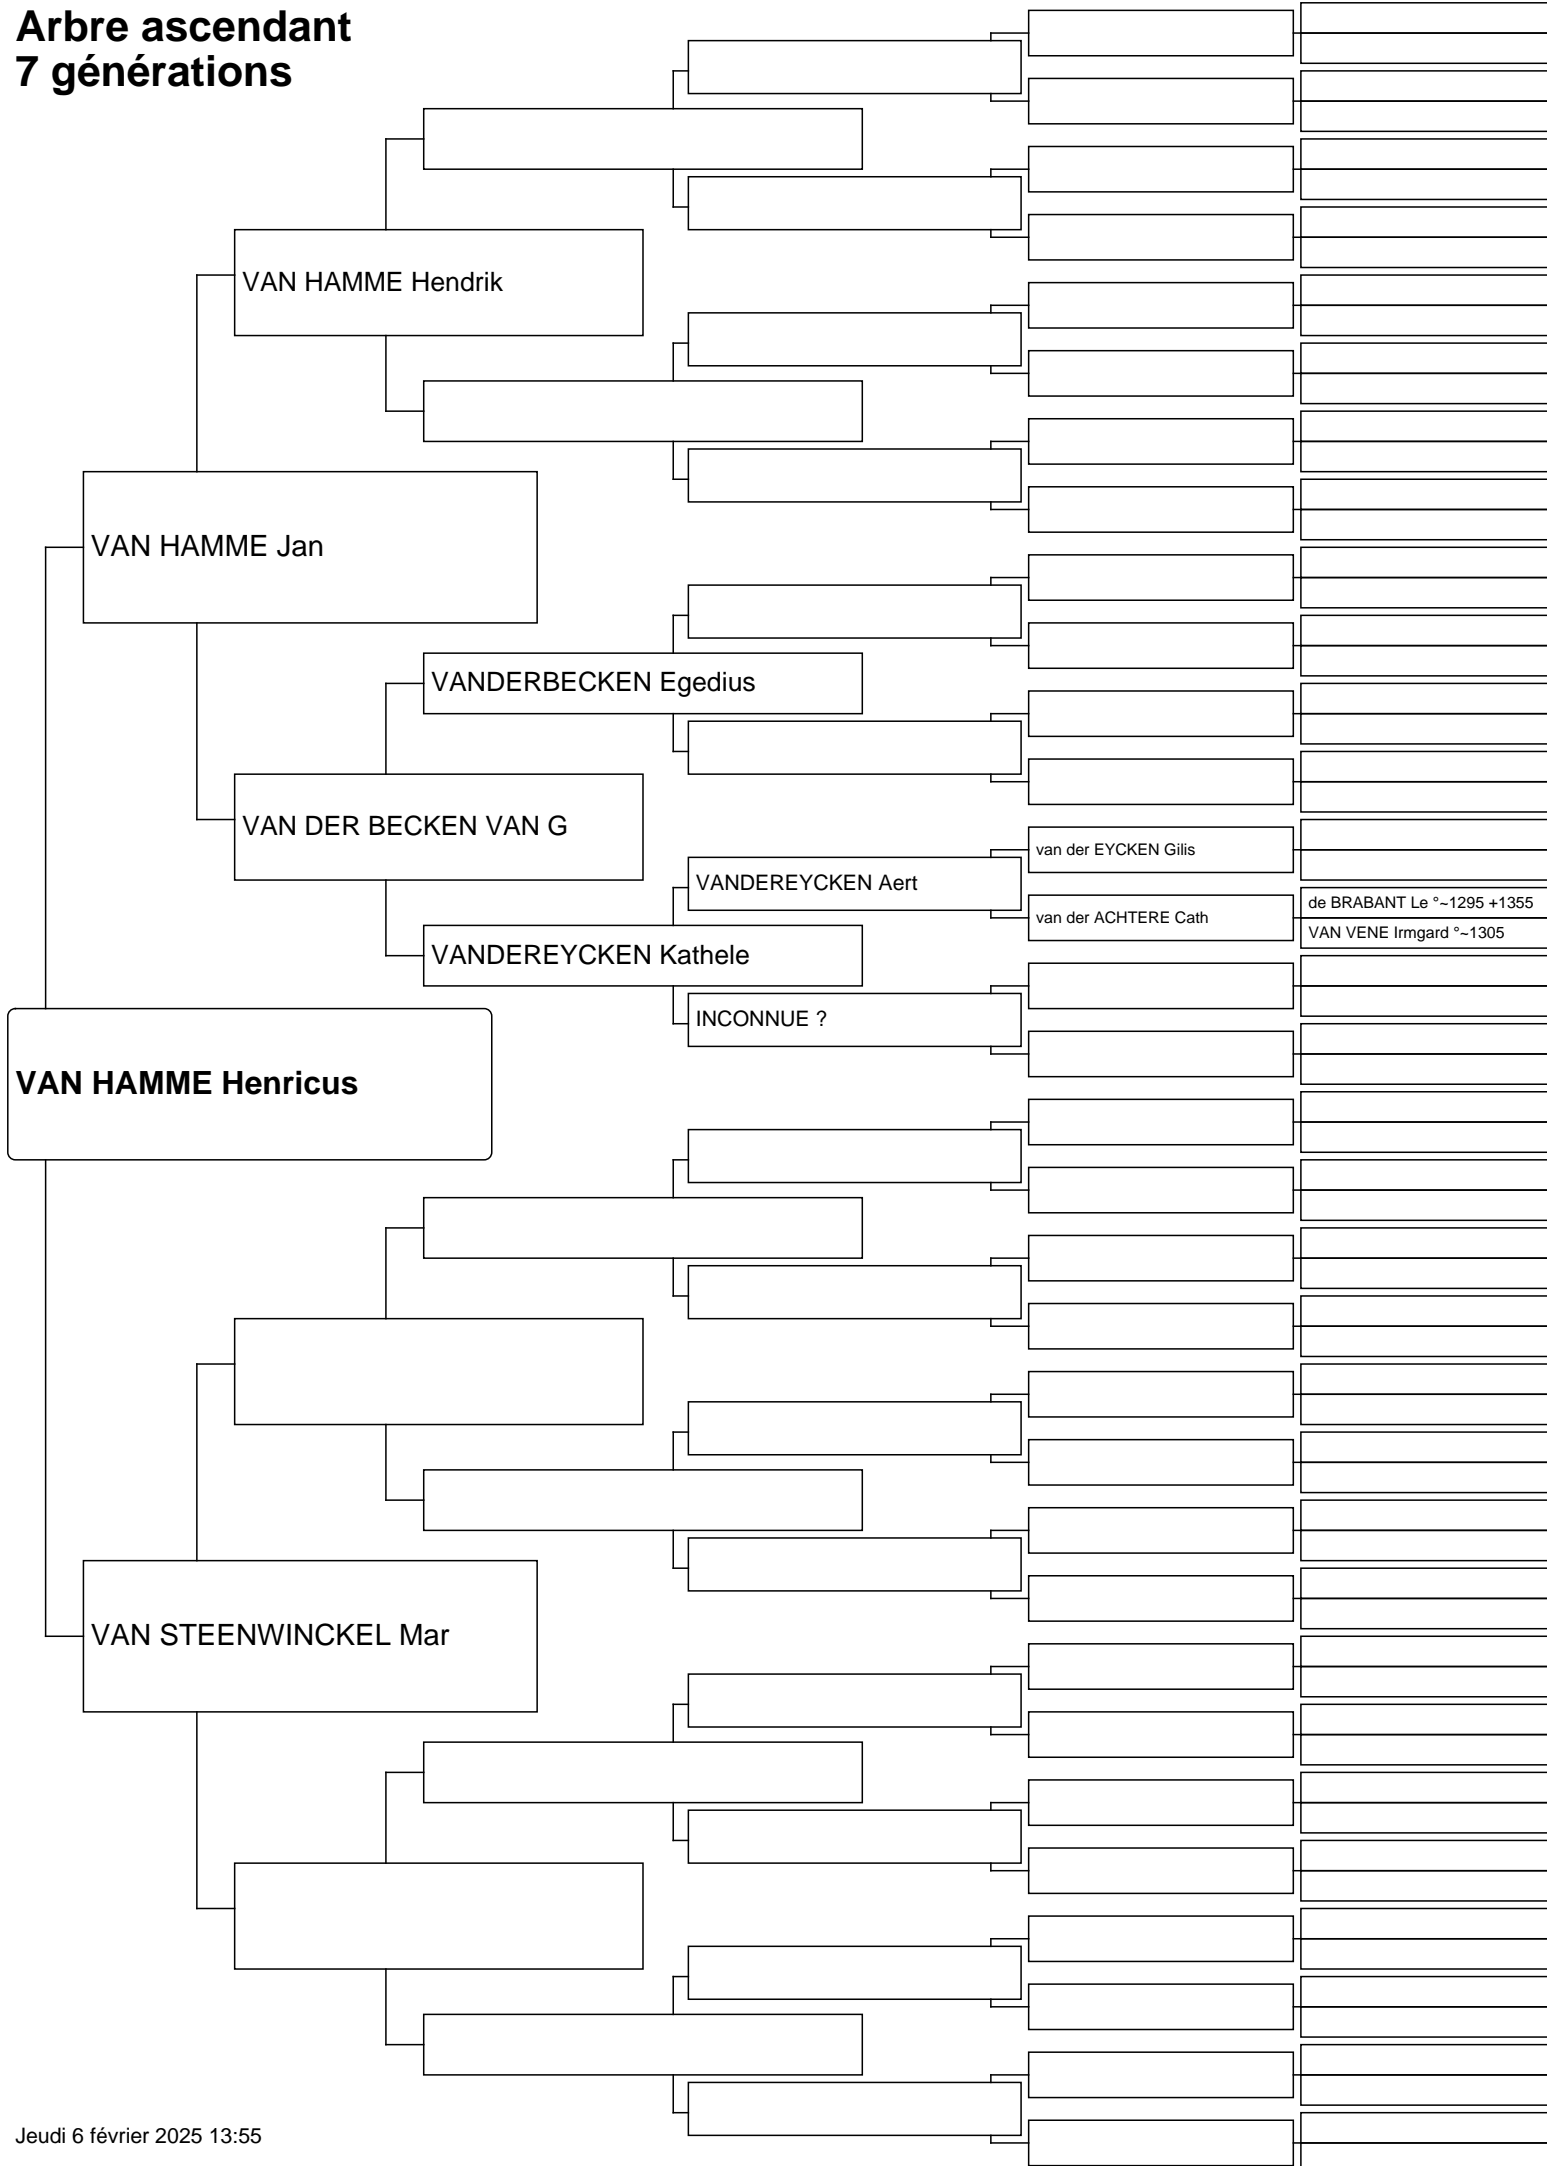 Arbre ascendant
7 générations
VAN HAMME Hendrik
VAN HAMME Jan
VANDERBECKEN Egedius
VAN DER BECKEN VAN G
van der EYCKEN Gilis
VANDEREYCKEN Aert
de BRABANT Le °~1295 +1355
van der ACHTERE Cath
VAN VENE Irmgard °~1305
VANDEREYCKEN Kathele
INCONNUE ?
VAN HAMME Henricus
VAN STEENWINCKEL Mar
Jeudi 6 février 2025 13:55